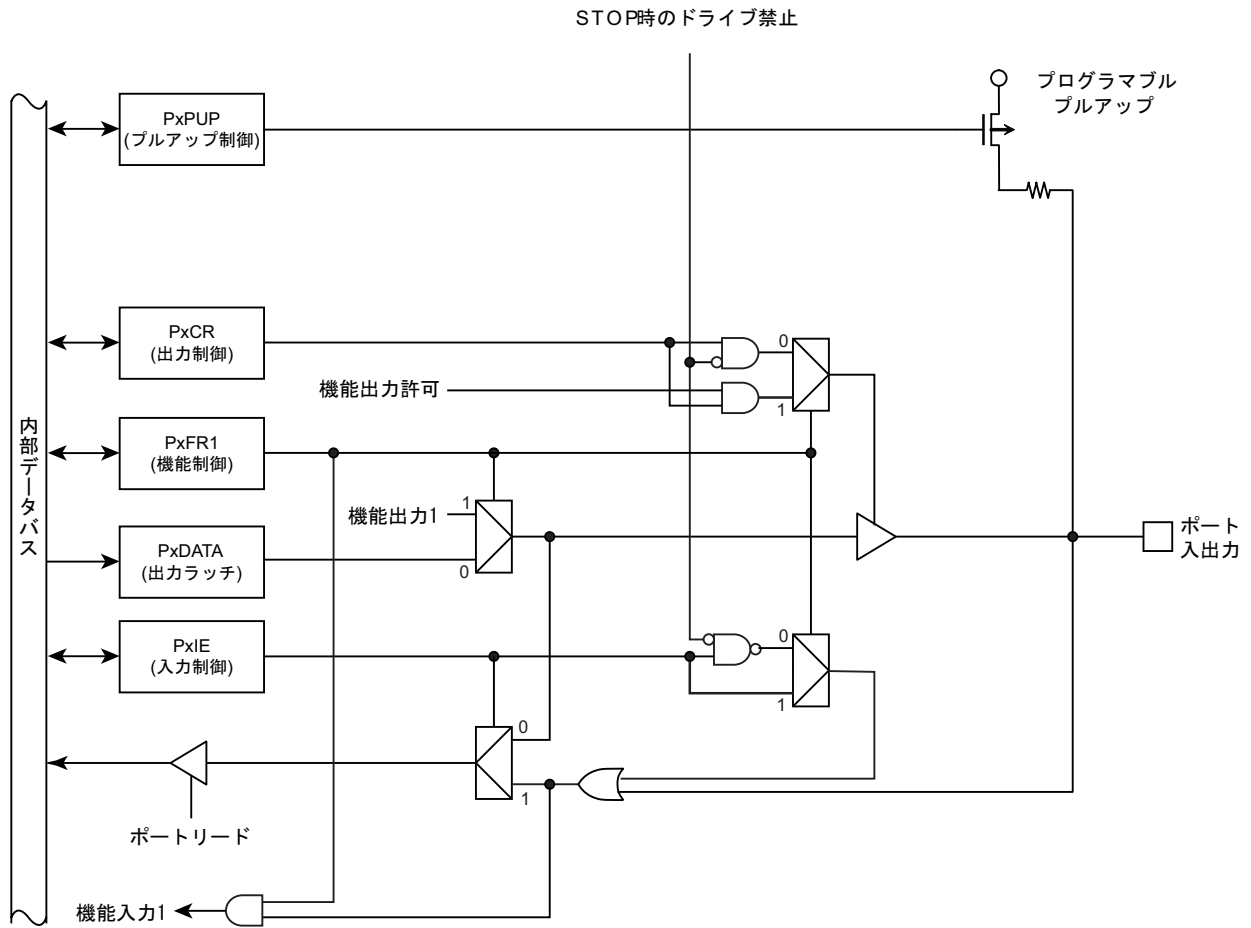 STOP時のドライブ禁止
プログラマブル
プルアップ
PxPUP
(プルアップ制御)
PxCR
(出力制御)
0
機能出力許可
1
PxFR1
(機能制御)
内部データバス
1
機能出力1
PxDATA
(出力ラッチ)
0
ポート
入出力
PxIE
(入力制御)
0
1
0
1
ポートリード
機能入力1